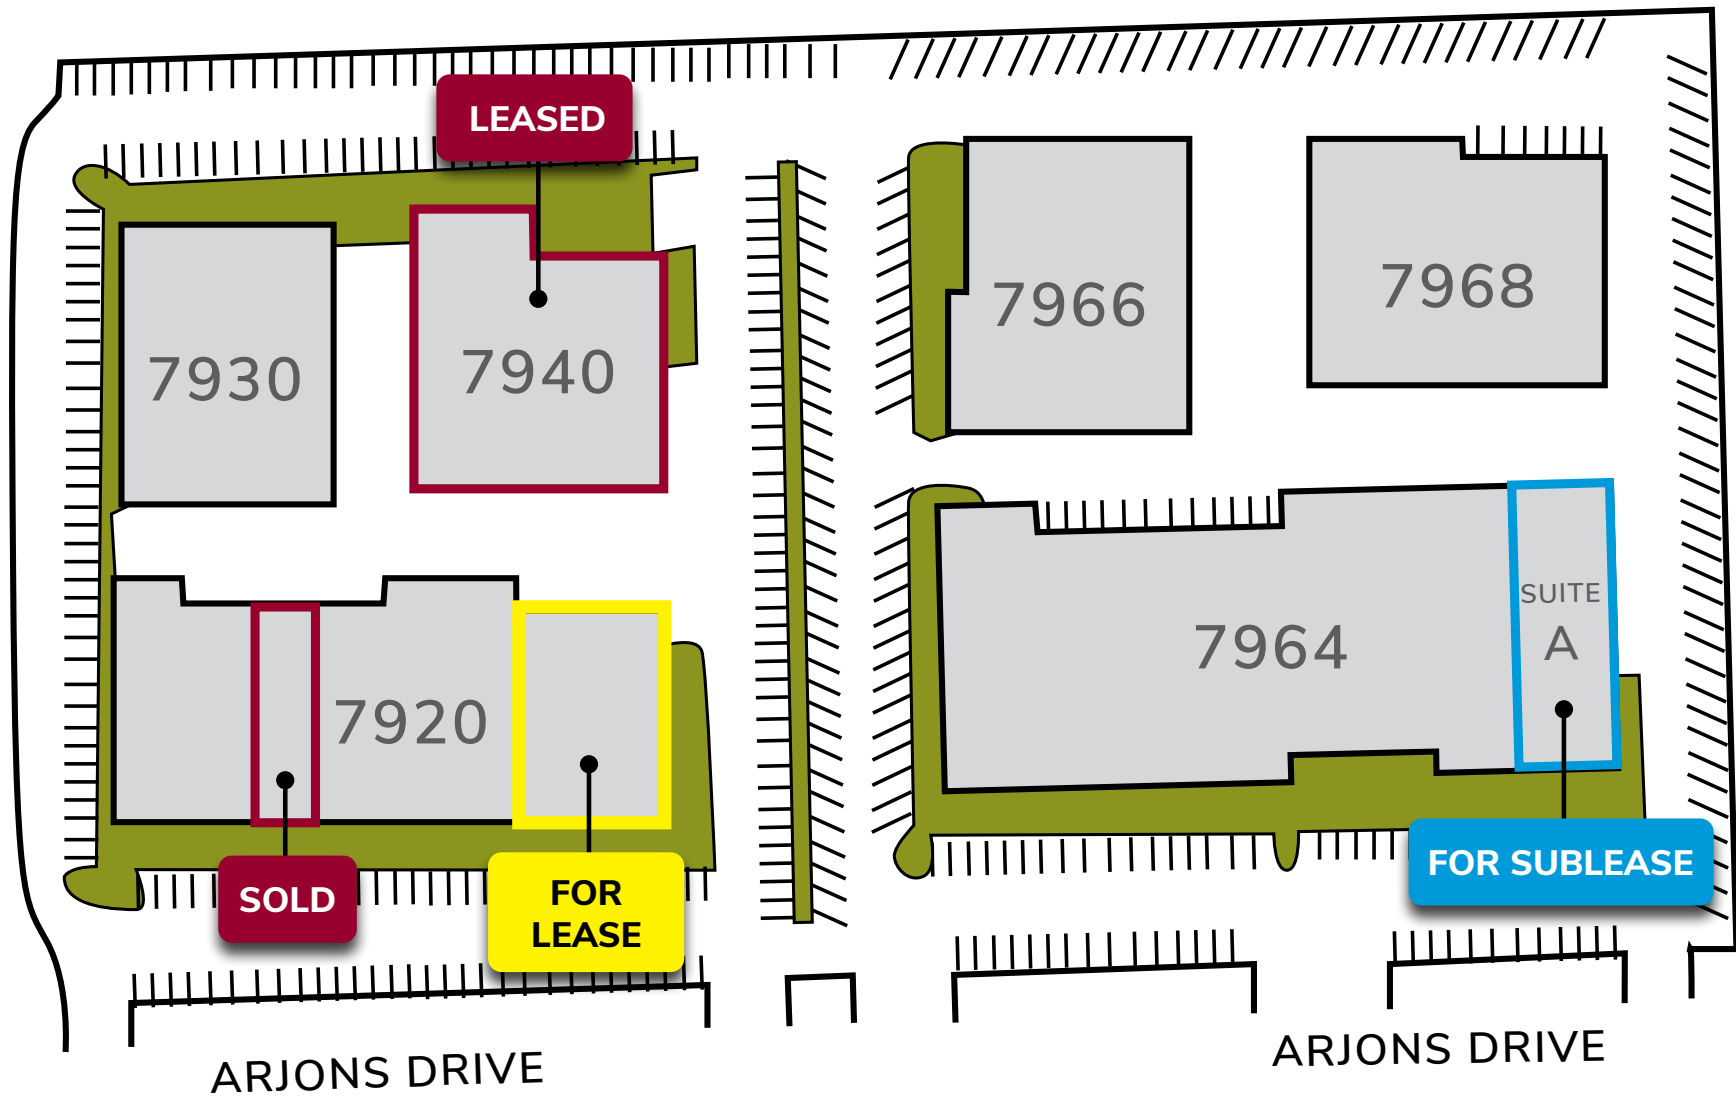 LEASED
7930
7940
7966
7968
7920
7964
SUITE
A
SOLD
FOR
LEASE
FOR SUBLEASE
ARJONS DRIVE
ARJONS DRIVE